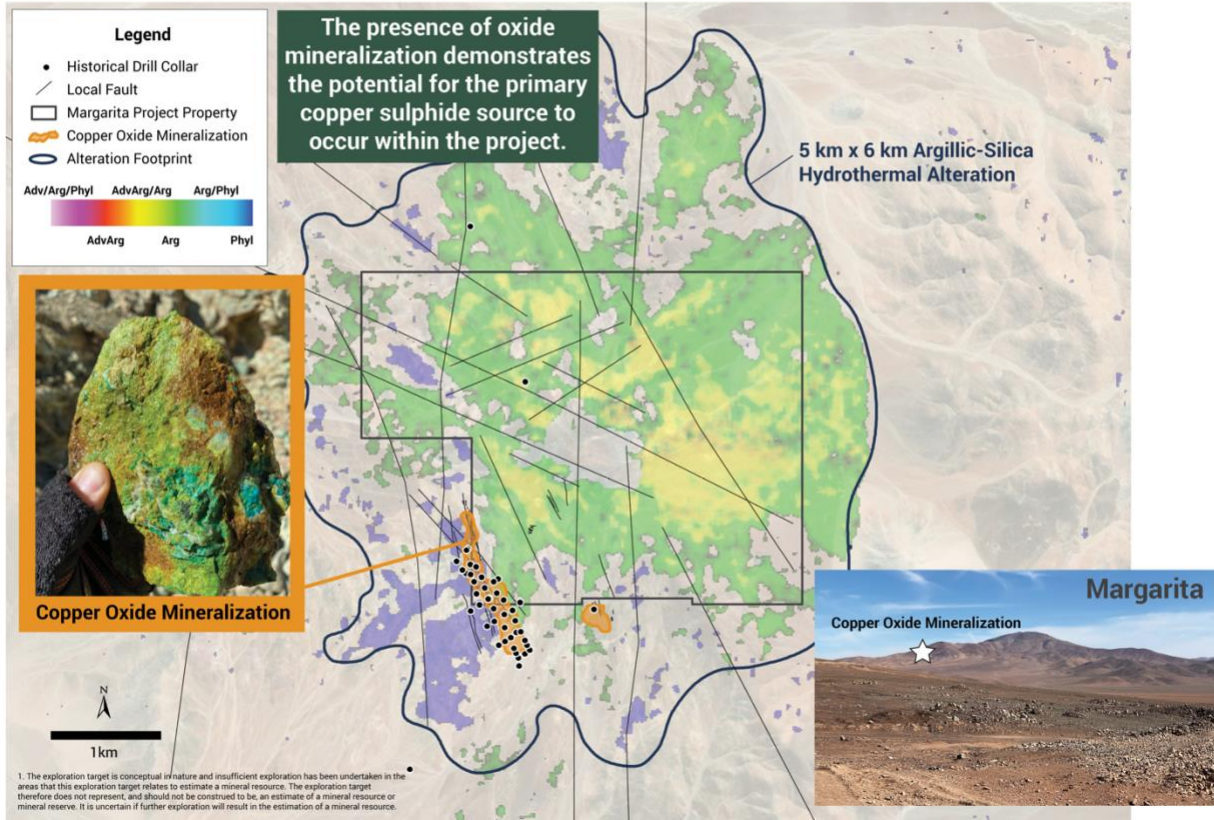 Legend
Historical Drill Collar
Local Fault
Margarita Project Property
Copper Oxide Mineralization
Alteration Footprint
Adv/Arg/Phyl AdvArg/Arg Arg/Phyl
AdvArg Arg Phyl
The presence of oxide
mineralization demonstrates
the potential for the primary
copper sulphide source to
occur within the project.
5 km x 6 km Argillic-Silica
Hydrothermal Alteration
Copper Oxide Mineralization
Margarita
Copper Oxide Mineralization
N
1km
1. The exploration target is conceptual in nature and insufficient exploration has been undertaken in the
areas that this exploration target relates to estimate a mineral resource. The exploration target
therefore does not represent, and should not be construed to be, an estimate of a mineral resource or
mineral reserve. It is uncertain if further exploration will result in the estimation of a mineral resource.